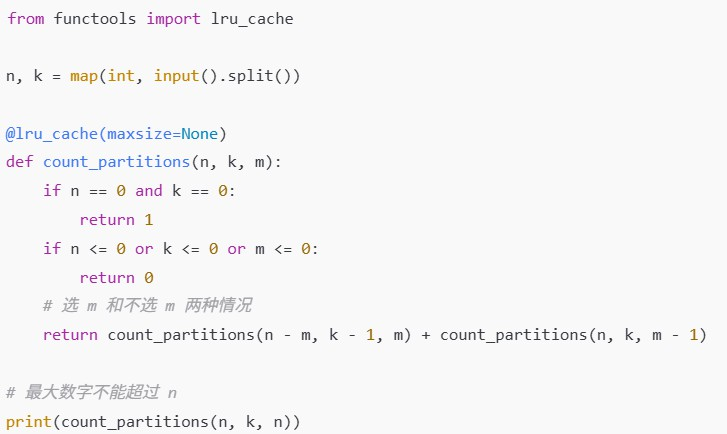 from functools import lru_cache
n, k = map(int, input().split())
@lru_cache(maxsize=None)
def count_partitions(n, k, m):
    if n == 0 and k == 0:
        return 1
    if n <= 0 or k <= 0 or m <= 0:
        return 0
    # 选 m 和不选 m 两种情况
    return count_partitions(n - m, k - 1, m) + count_partitions(n, k, m - 1)
# 最大数字不能超过 n
print(count_partitions(n, k, n))